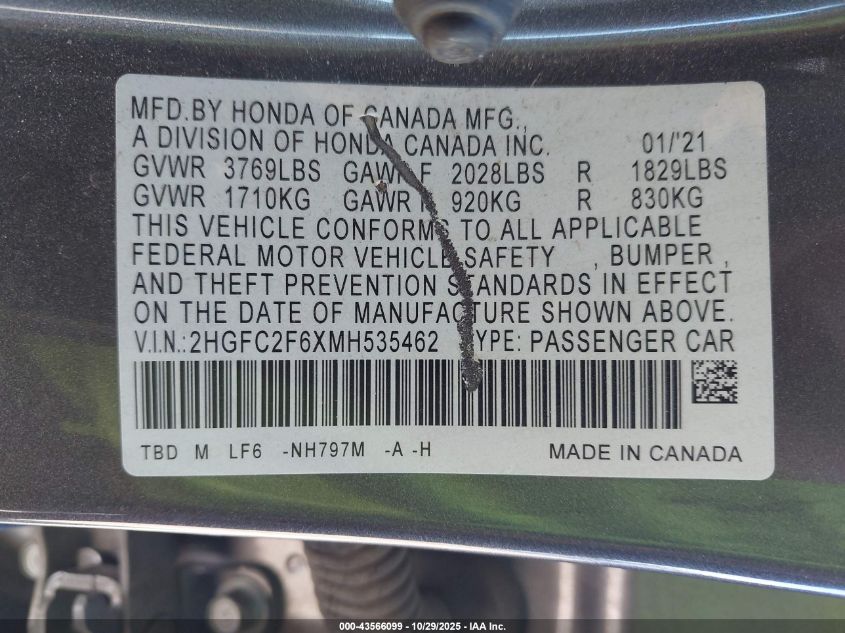 MFD.BY HONDA OF CANADA MFG.,
A DIVISION OF HONDA CANADA INC. 01/'21
GVWR 3769LBS GAWR F 2028LBS R 1829LBS
GVWR 1710KG GAWR F 920KG R 830KG
THIS VEHICLE CONFORMS TO ALL APPLICABLE
FEDERAL MOTOR VEHICLE SAFETY , BUMPER ,
AND THEFT PREVENTION STANDARDS IN EFFECT
ON THE DATE OF MANUFACTURE SHOWN ABOVE.
V.I.N.:2HGFC2F6XMH535462 TYPE: PASSENGER CAR
TBD M LF6 -NH797M -A -H MADE IN CANADA
000-43566099 | 10/29/2025 | IAA Inc.